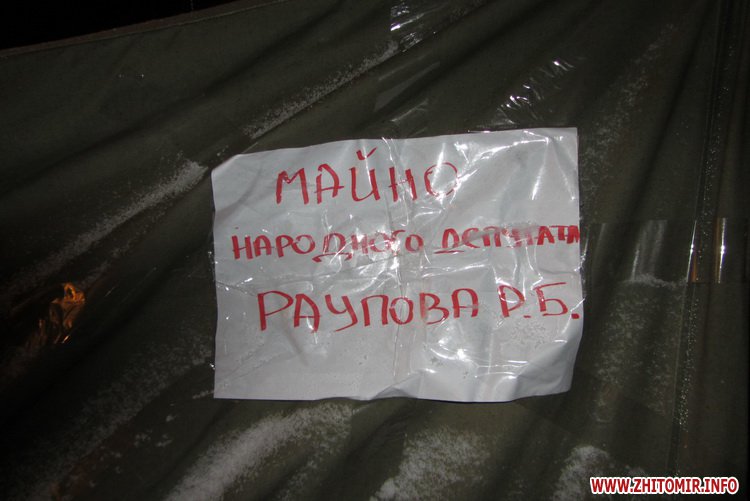 МАЙНО
НАРОДНОГО ДЕПУТАТА
РАУПОВА Р.Б.
WWW.ZHITOMIR.INFO